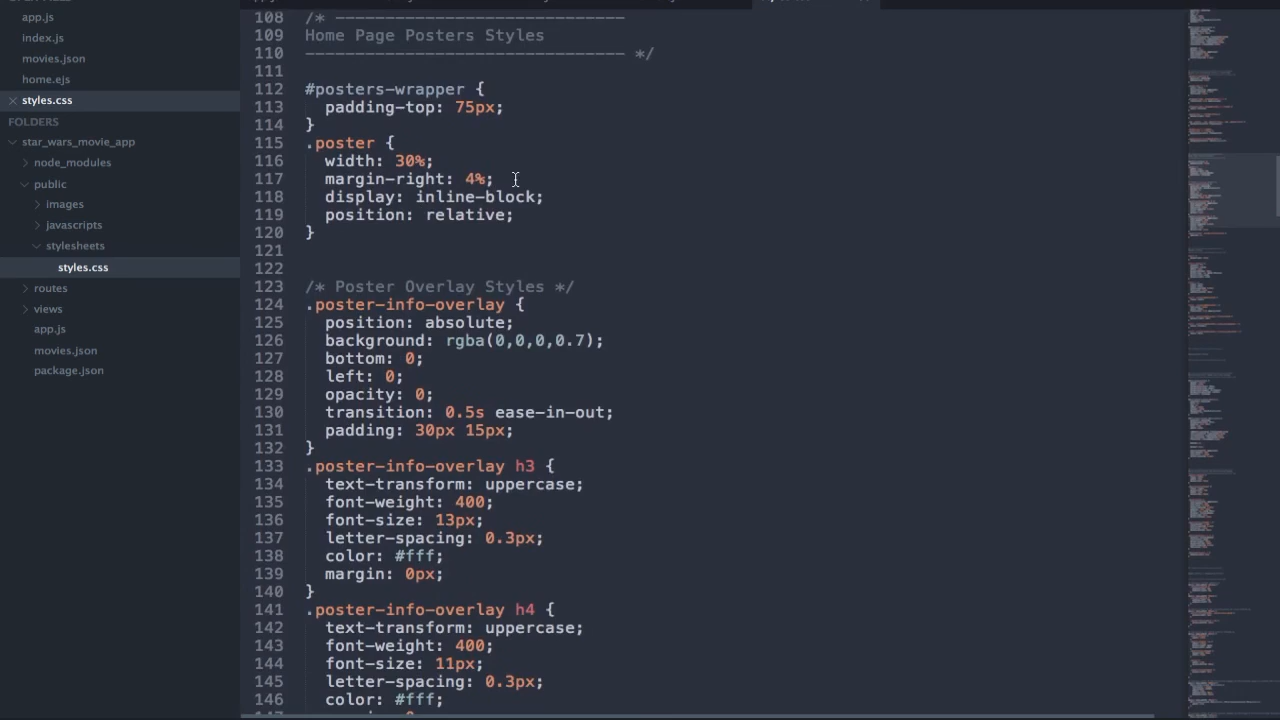 app.js
index.js
movies.json
home.ejs
styles.css
FOLDERS
star_wars_movie_app
node_modules
public
images
javascripts
stylesheets
styles.css
routes
views
app.js
movies.json
package.json
108 /* -----------------------------
109 Home Page Posters Styles
110 -------------------------------- */
111
112 #posters-wrapper {
113 padding-top: 75px;
114 }
115 .poster {
116 width: 30%;
117 margin-right: 4%;
118 display: inline-block;
119 position: relative;
120 }
121
122
123 /* Poster Overlay Styles */
124 .poster-info-overlay {
125 position: absolute;
126 background: rgba(0,0,0,0.7);
127 bottom: 0;
128 left: 0;
129 opacity: 0;
130 transition: 0.5s ease-in-out;
131 padding: 30px 15px;
132 }
133 .poster-info-overlay h3 {
134 text-transform: uppercase;
135 font-weight: 400;
136 font-size: 13px;
137 letter-spacing: 0.3px;
138 color: #fff;
139 margin: 0px;
140 }
141 .poster-info-overlay h4 {
142 text-transform: uppercase;
143 font-weight: 400;
144 font-size: 11px;
145 letter-spacing: 0.3px;
146 color: #fff;